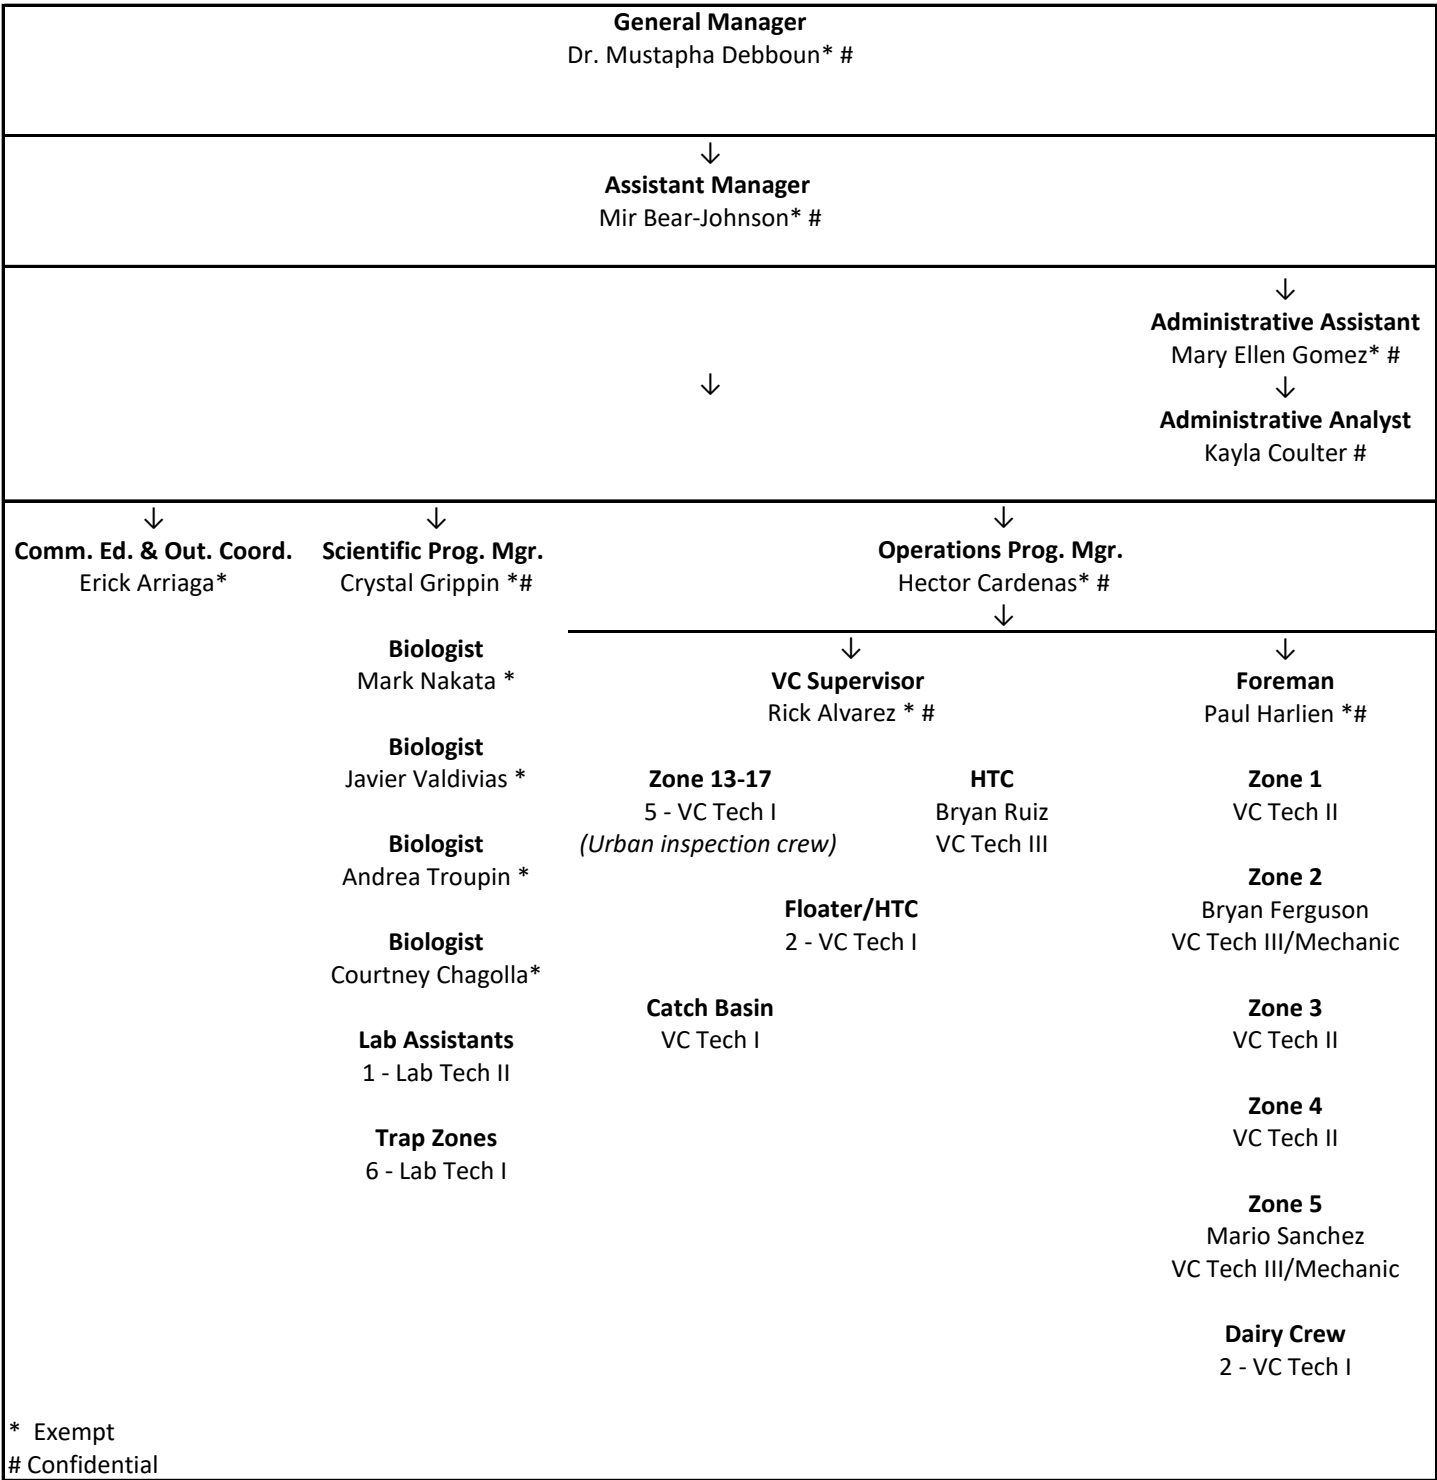 General Manager
Dr. Mustapha Debboun* #
↓
Assistant Manager
Mir Bear-Johnson* #
↓
Administrative Assistant
Mary Ellen Gomez* #
↓
↓
Administrative Analyst
Kayla Coulter #
↓
Comm. Ed. & Out. Coord.
Erick Arriaga*
↓
Scientific Prog. Mgr.
Crystal Grippin *#
Biologist
Mark Nakata *
Biologist
Javier Valdivias *
Biologist
Andrea Troupin *
Biologist
Courtney Chagolla*
Lab Assistants
1 - Lab Tech II
Trap Zones
6 - Lab Tech I
↓
Operations Prog. Mgr.
Hector Cardenas* #
↓
↓
VC Supervisor
Rick Alvarez * #
Zone 13-17
5 - VC Tech I
(Urban inspection crew)
HTC
Bryan Ruiz
VC Tech III
Floater/HTC
2 - VC Tech I
Catch Basin
VC Tech I
↓
Foreman
Paul Harlien *#
Zone 1
VC Tech II
Zone 2
Bryan Ferguson
VC Tech III/Mechanic
Zone 3
VC Tech II
Zone 4
VC Tech II
Zone 5
Mario Sanchez
VC Tech III/Mechanic
Dairy Crew
2 - VC Tech I
* Exempt
# Confidential